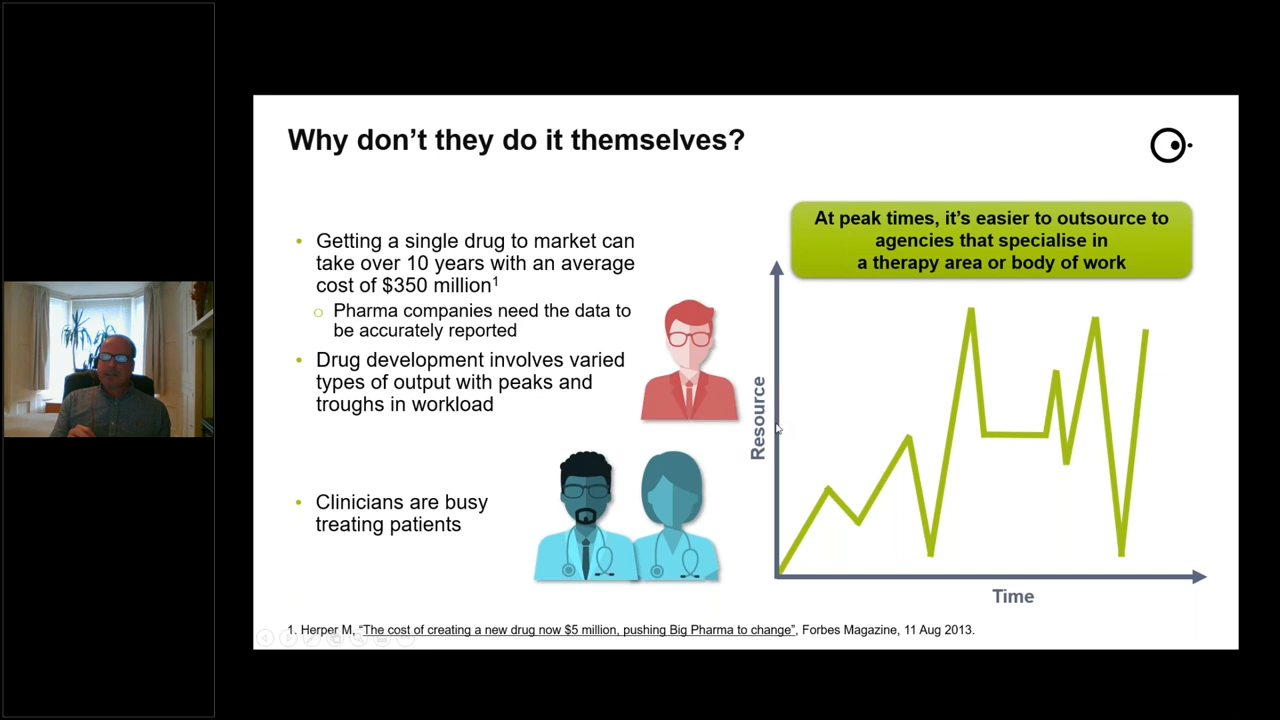 Why don’t they do it themselves?
At peak times, it’s easier to outsource to
agencies that specialise in
a therapy area or body of work
• Getting a single drug to market can
take over 10 years with an average
cost of $350 million¹
o Pharma companies need the data to
be accurately reported
• Drug development involves varied
types of output with peaks and
troughs in workload
• Clinicians are busy
treating patients
Resource
Time
1. Herper M, “The cost of creating a new drug now $5 million, pushing Big Pharma to change”, Forbes Magazine, 11 Aug 2013.